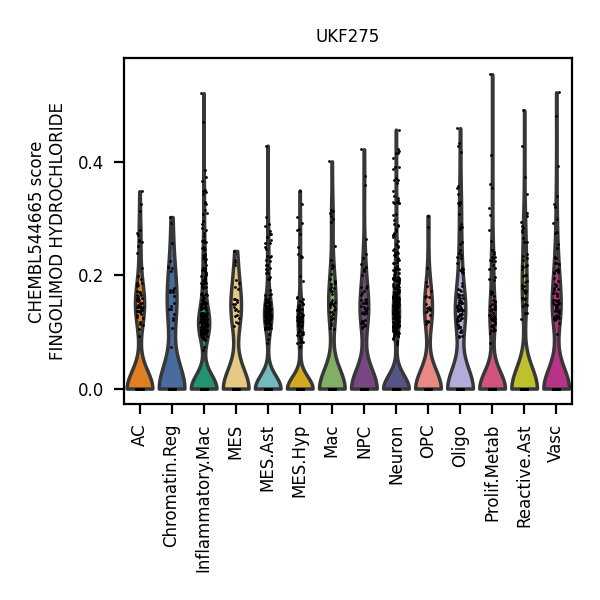 UKF275
CHEMBL544665 score
FINGOLIMOD HYDROCHLORIDE
0.4
0.2
0.0
AC
Chromatin.Reg
Inflammatory.Mac
MES
MES.Ast
MES.Hyp
Mac
NPC
Neuron
OPC
Oligo
Prolif.Metab
Reactive.Ast
Vasc